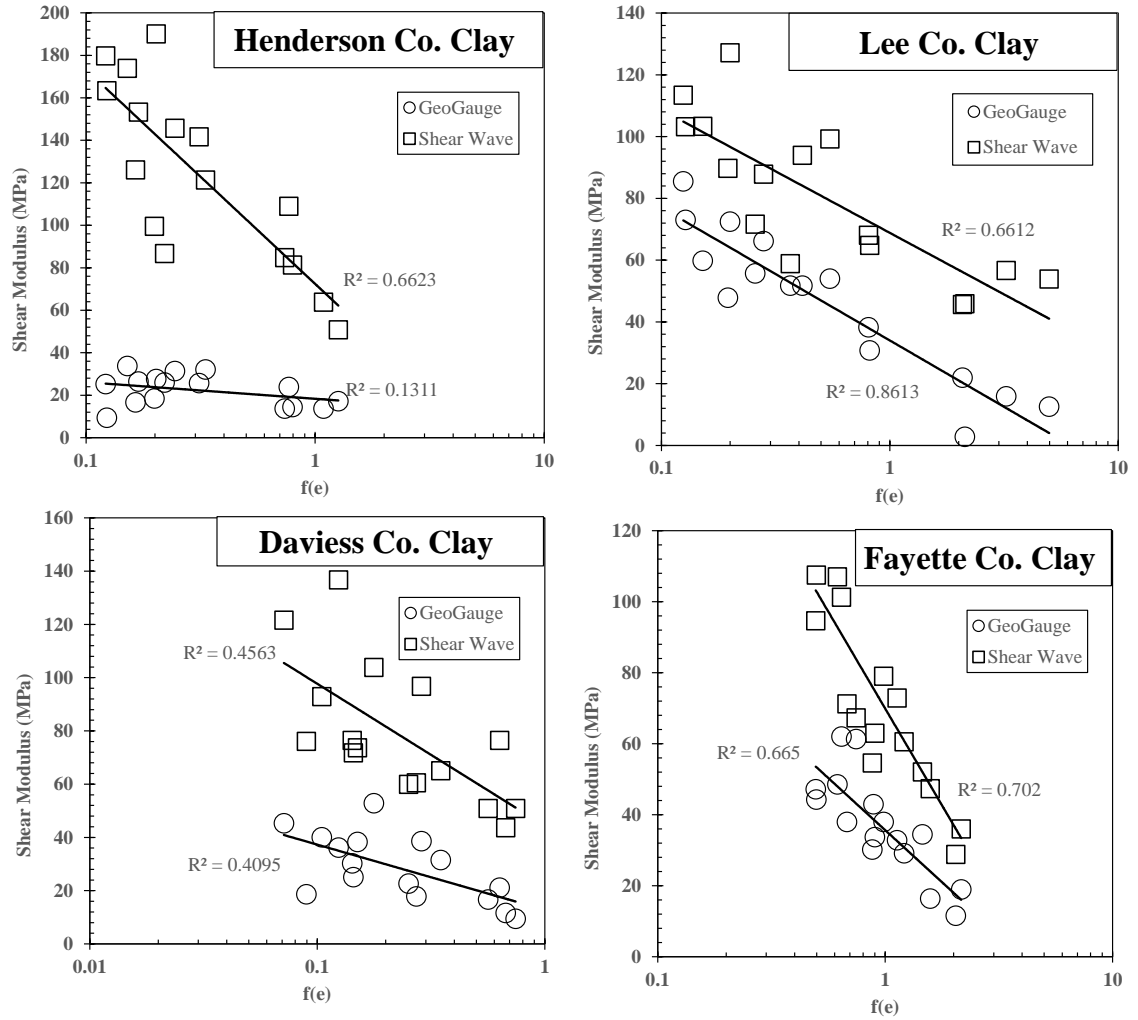 Henderson Co. Clay
GeoGauge
Shear Wave
R² = 0.6623
R² = 0.1311
Shear Modulus (MPa)
200
180
160
140
120
100
80
60
40
20
0
0.1 1 10
f(e)
Lee Co. Clay
GeoGauge
Shear Wave
R² = 0.6612
R² = 0.8613
Shear Modulus (MPa)
140
120
100
80
60
40
20
0
0.1 1 10
f(e)
Daviess Co. Clay
GeoGauge
Shear Wave
R² = 0.4563
R² = 0.4095
Shear Modulus (MPa)
160
140
120
100
80
60
40
20
0
0.01 0.1 1
f(e)
Fayette Co. Clay
GeoGauge
Shear Wave
R² = 0.665
R² = 0.702
Shear Modulus (MPa)
120
100
80
60
40
20
0
0.1 1 10
f(e)